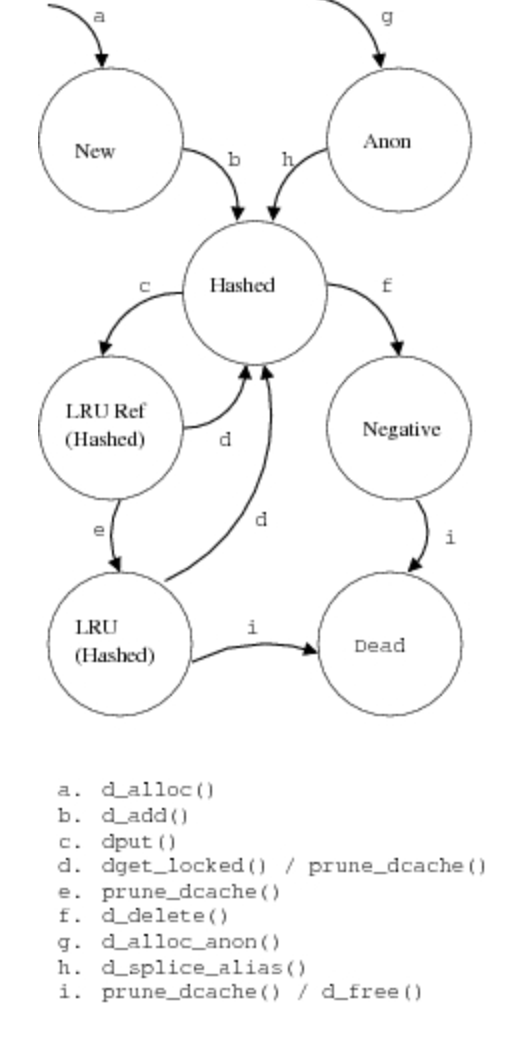 a
g
New
Anon
b
h
Hashed
c
f
LRU Ref
(Hashed)
d
Negative
e
d
i
LRU
(Hashed)
i
Dead
a. d_alloc()
b. d_add()
c. dput()
d. dget_locked() / prune_dcache()
e. prune_dcache()
f. d_delete()
g. d_alloc_anon()
h. d_splice_alias()
i. prune_dcache() / d_free()